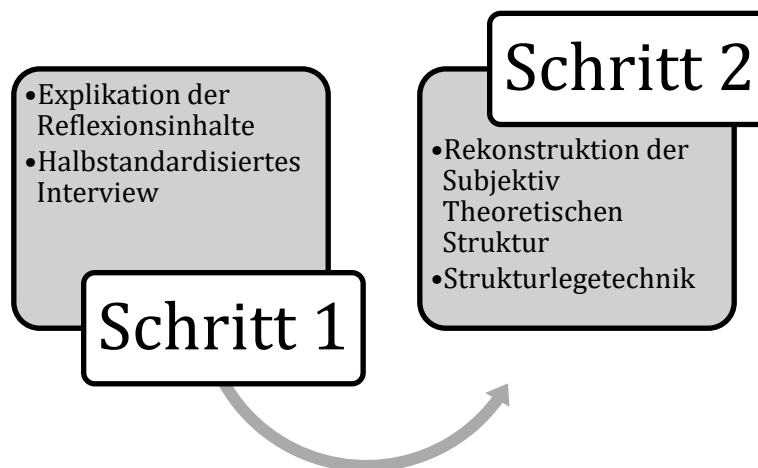 •Explikation der
Reflexionsinhalte
•Halbstandardisiertes
Interview
Schritt 1
Schritt 2
•Rekonstruktion der
Subjektiv
Theoretischen
Struktur
•Strukturlegetechnik